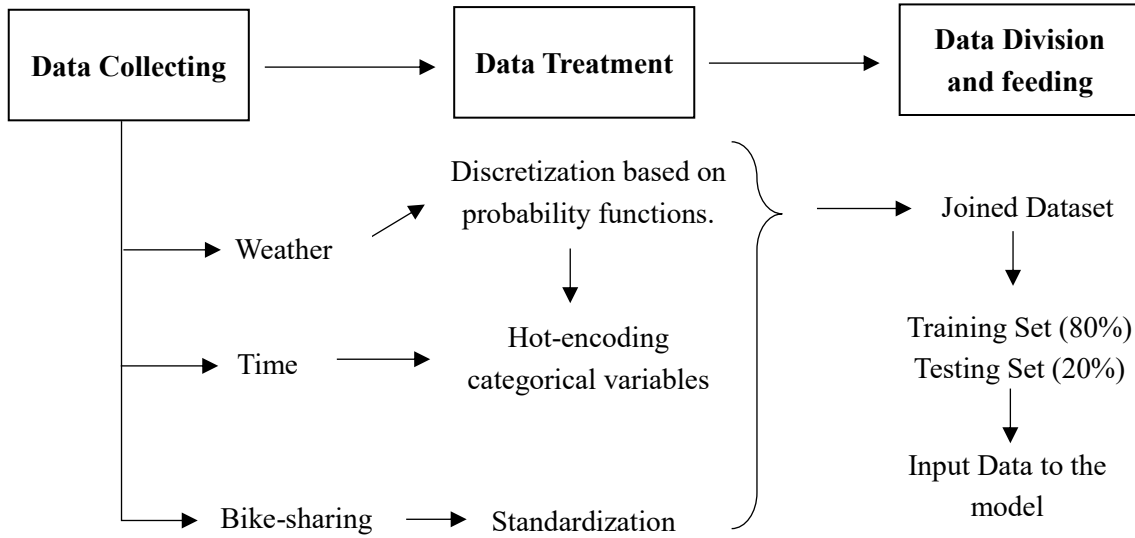 Data Collecting
Data Treatment
Data Division
and feeding
Discretization based on
probability functions.
Weather
Joined Dataset
Time
Hot-encoding
categorical variables
Training Set (80%)
Testing Set (20%)
Input Data to the
model
Bike-sharing
Standardization